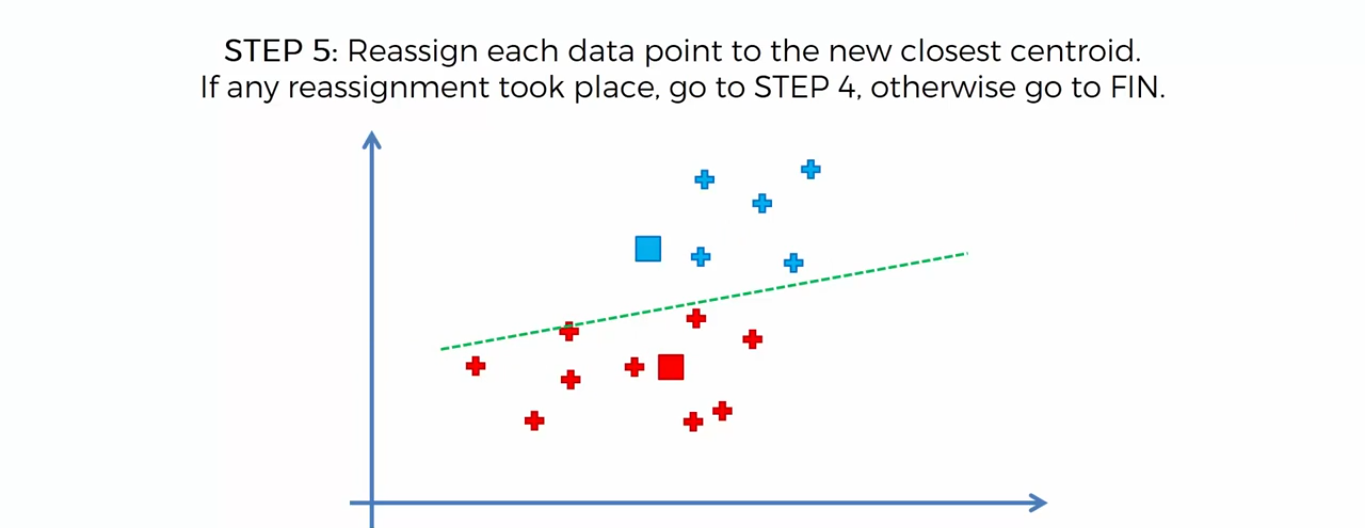 STEP 5: Reassign each data point to the new closest centroid.
If any reassignment took place, go to STEP 4, otherwise go to FIN.